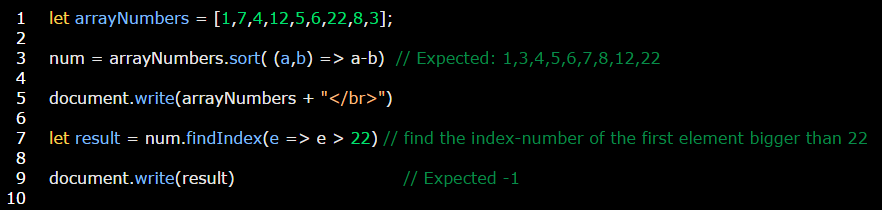 1 let arrayNumbers = [1,7,4,12,5,6,22,8,3];
2
3 num = arrayNumbers.sort( (a,b) => a-b) // Expected: 1,3,4,5,6,7,8,12,22
4
5 document.write(arrayNumbers + "</br>")
6
7 let result = num.findIndex(e => e > 22) // find the index-number of the first element bigger than 22
8
9 document.write(result) // Expected -1
10